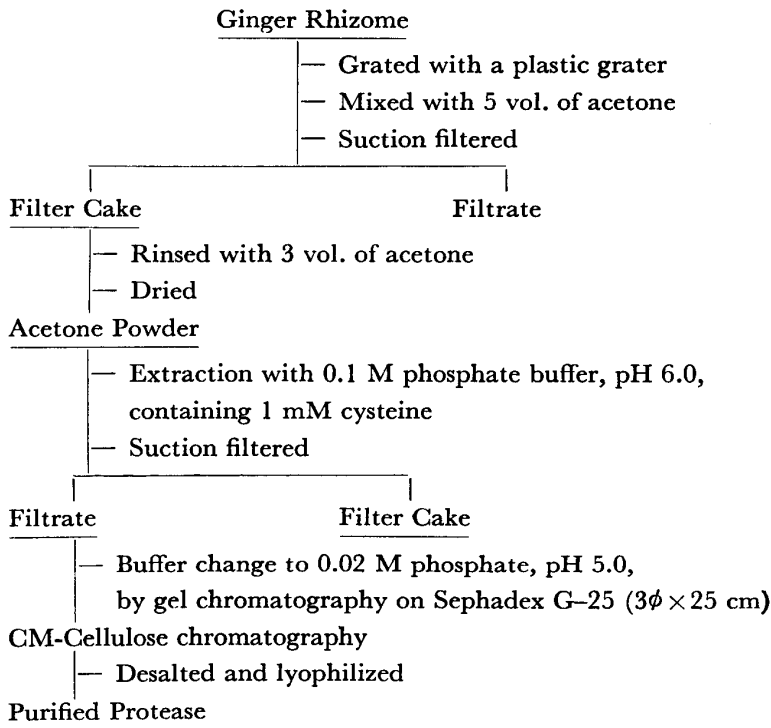 Ginger Rhizome
— Grated with a plastic grater
— Mixed with 5 vol. of acetone
— Suction filtered
Filter Cake Filtrate
— Rinsed with 3 vol. of acetone
— Dried
Acetone Powder
— Extraction with 0.1 M phosphate buffer, pH 6.0,
containing 1 mM cysteine
— Suction filtered
Filtrate Filter Cake
— Buffer change to 0.02 M phosphate, pH 5.0,
by gel chromatography on Sephadex G–25 (3ϕ×25 cm)
CM-Cellulose chromatography
— Desalted and lyophilized
Purified Protease